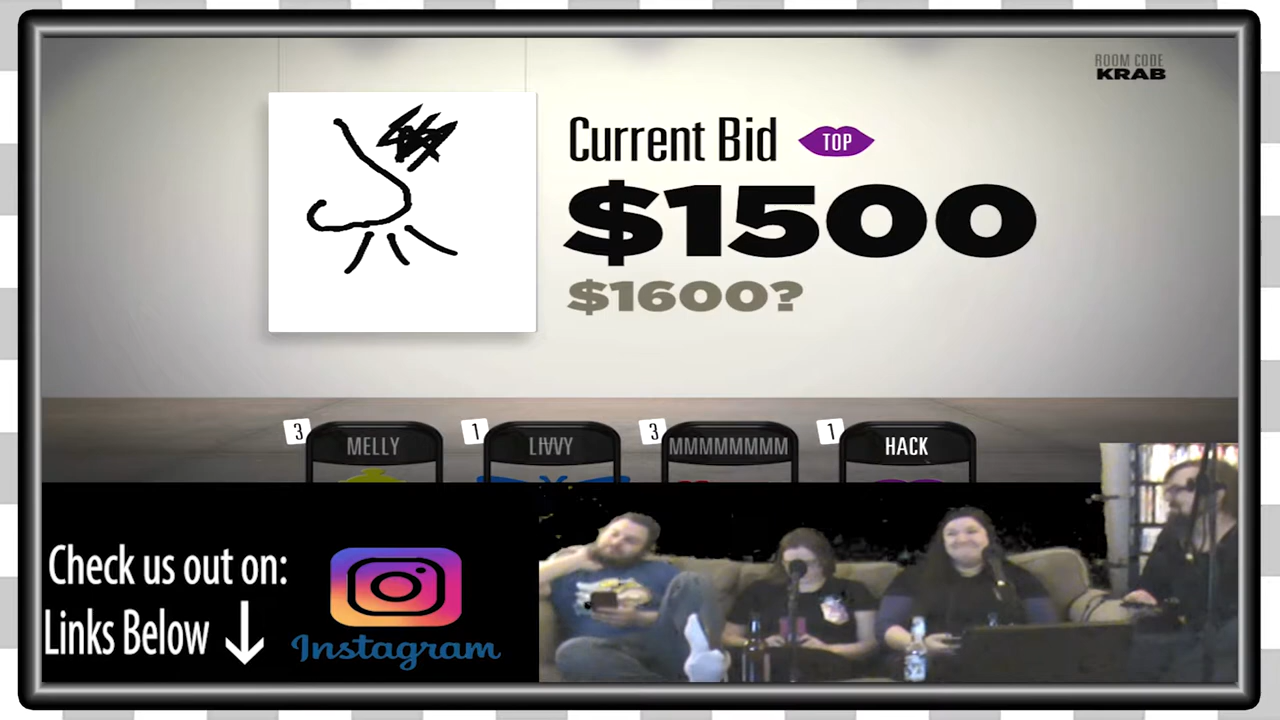 ROOM CODE
KRAB
Current Bid TOP
$1500
$1600?
3 MELLY 1 LIVVY 3 MMMMMMMM 1 HACK
Check us out on:
Links Below
Instagram